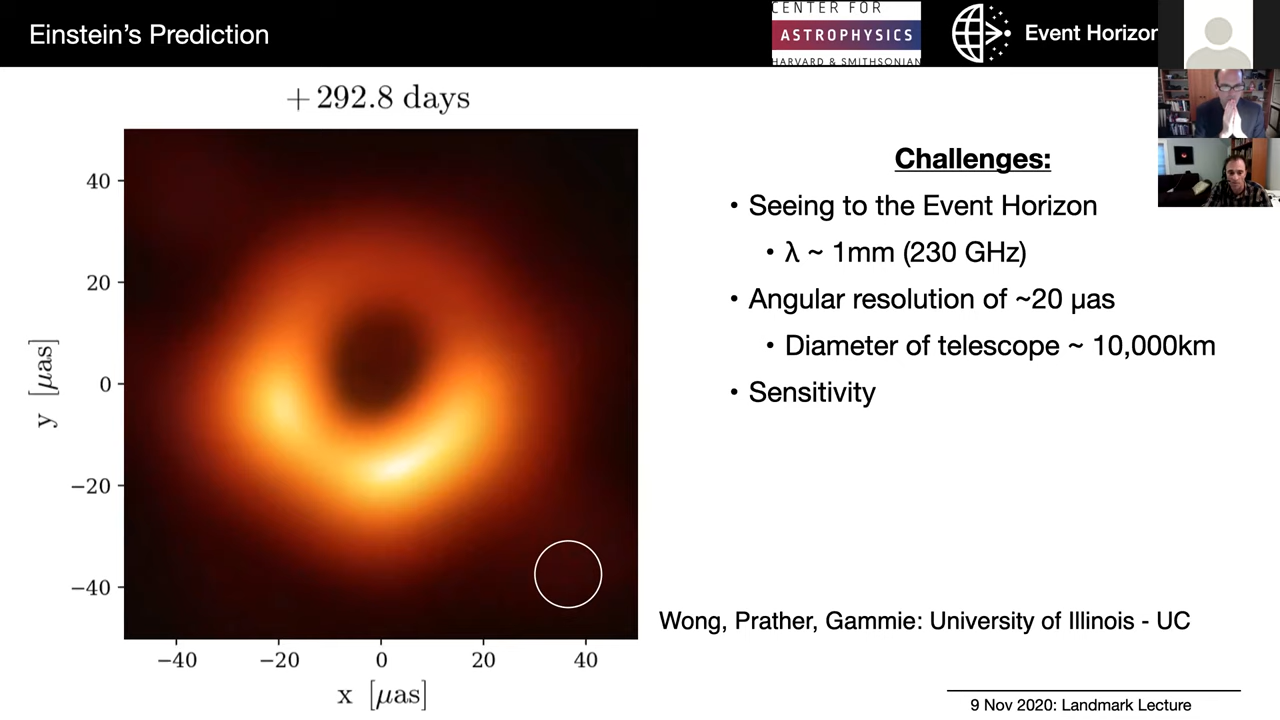 Einstein’s Prediction
CENTER FOR
ASTROPHYSICS
HARVARD & SMITHSONIAN
Event Horizon
+ 292.8 days
Challenges:
• Seeing to the Event Horizon
• λ ~ 1mm (230 GHz)
• Angular resolution of ~20 μas
• Diameter of telescope ~ 10,000km
• Sensitivity
40
20
0
−20
−40
y [μas]
−40 −20 0 20 40
x [μas]
Wong, Prather, Gammie: University of Illinois - UC
9 Nov 2020: Landmark Lecture